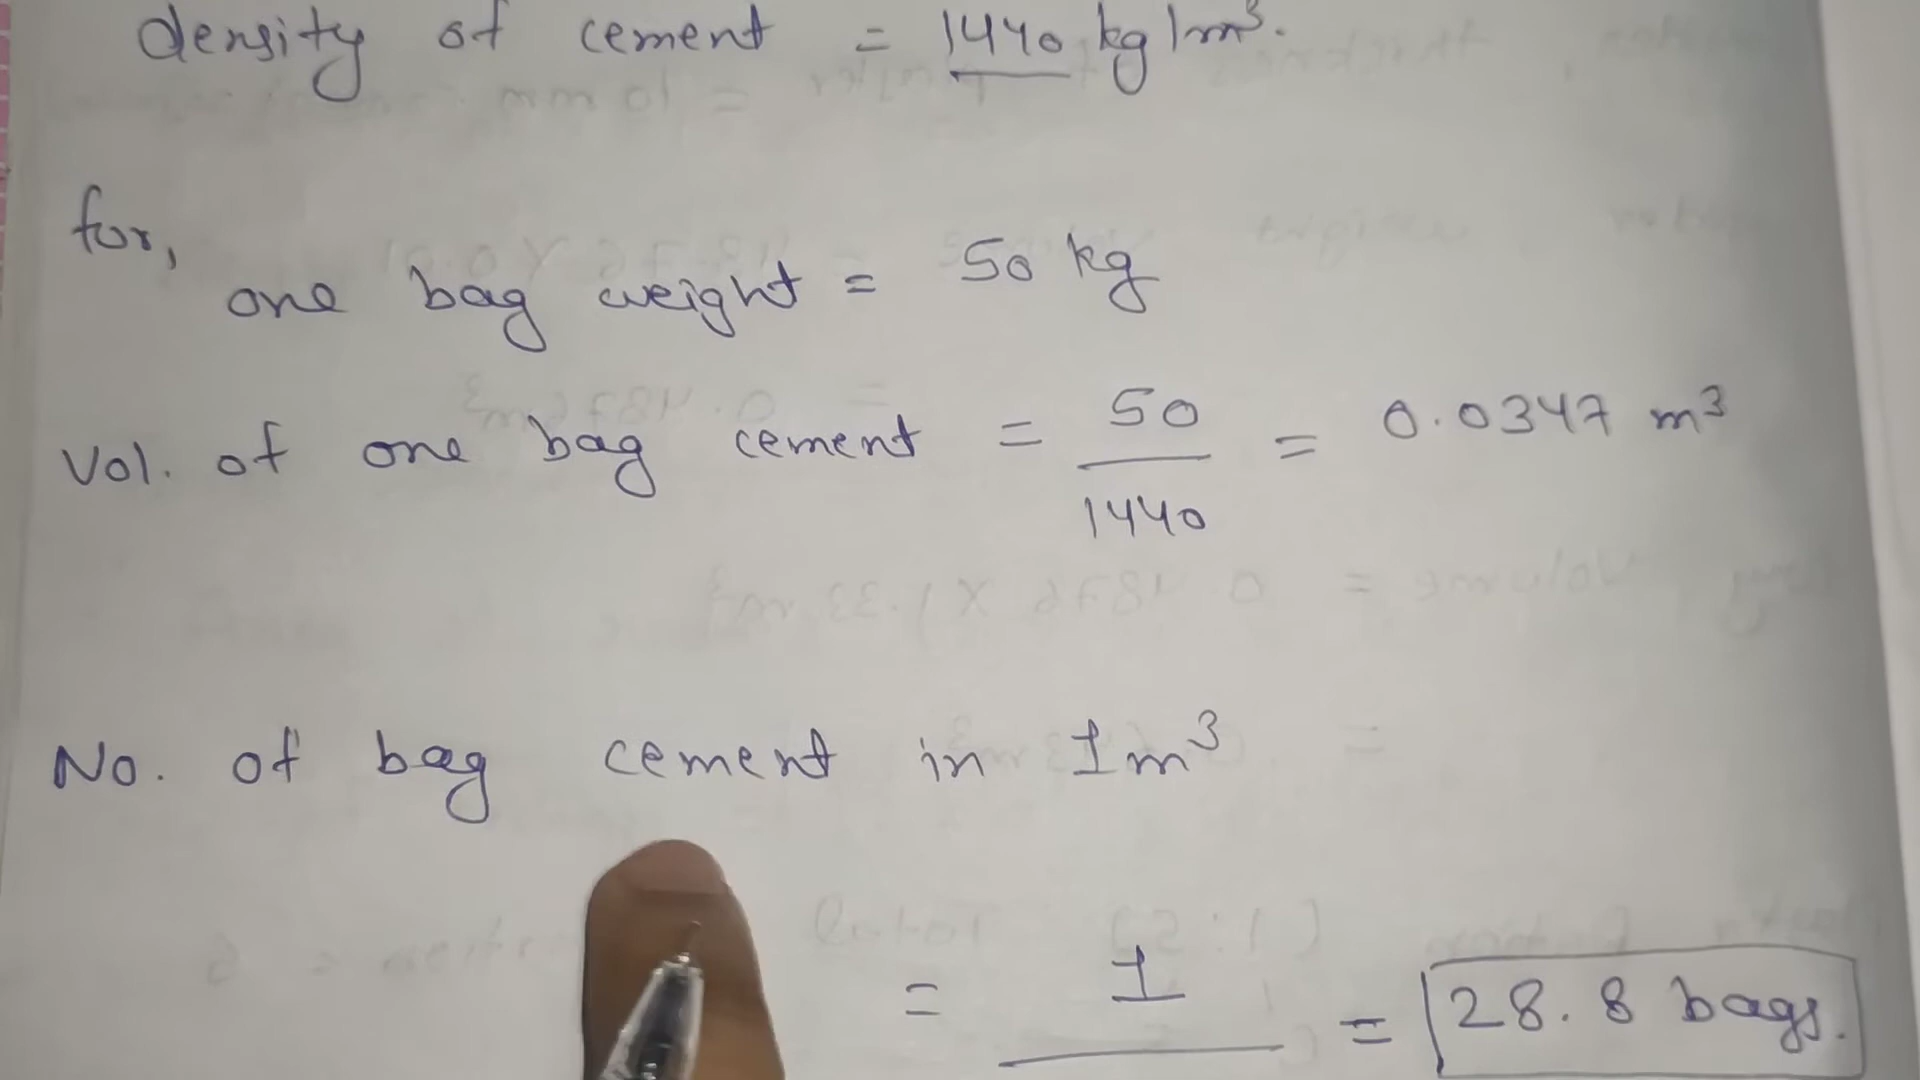 density of cement = 1440 kg/m³.
for,
one bag weight = 50 kg
Vol. of one bag cement = 50 / 1440 = 0.0347 m³
No. of bag cement in 1m³
= 1 / = 28.8 bags.